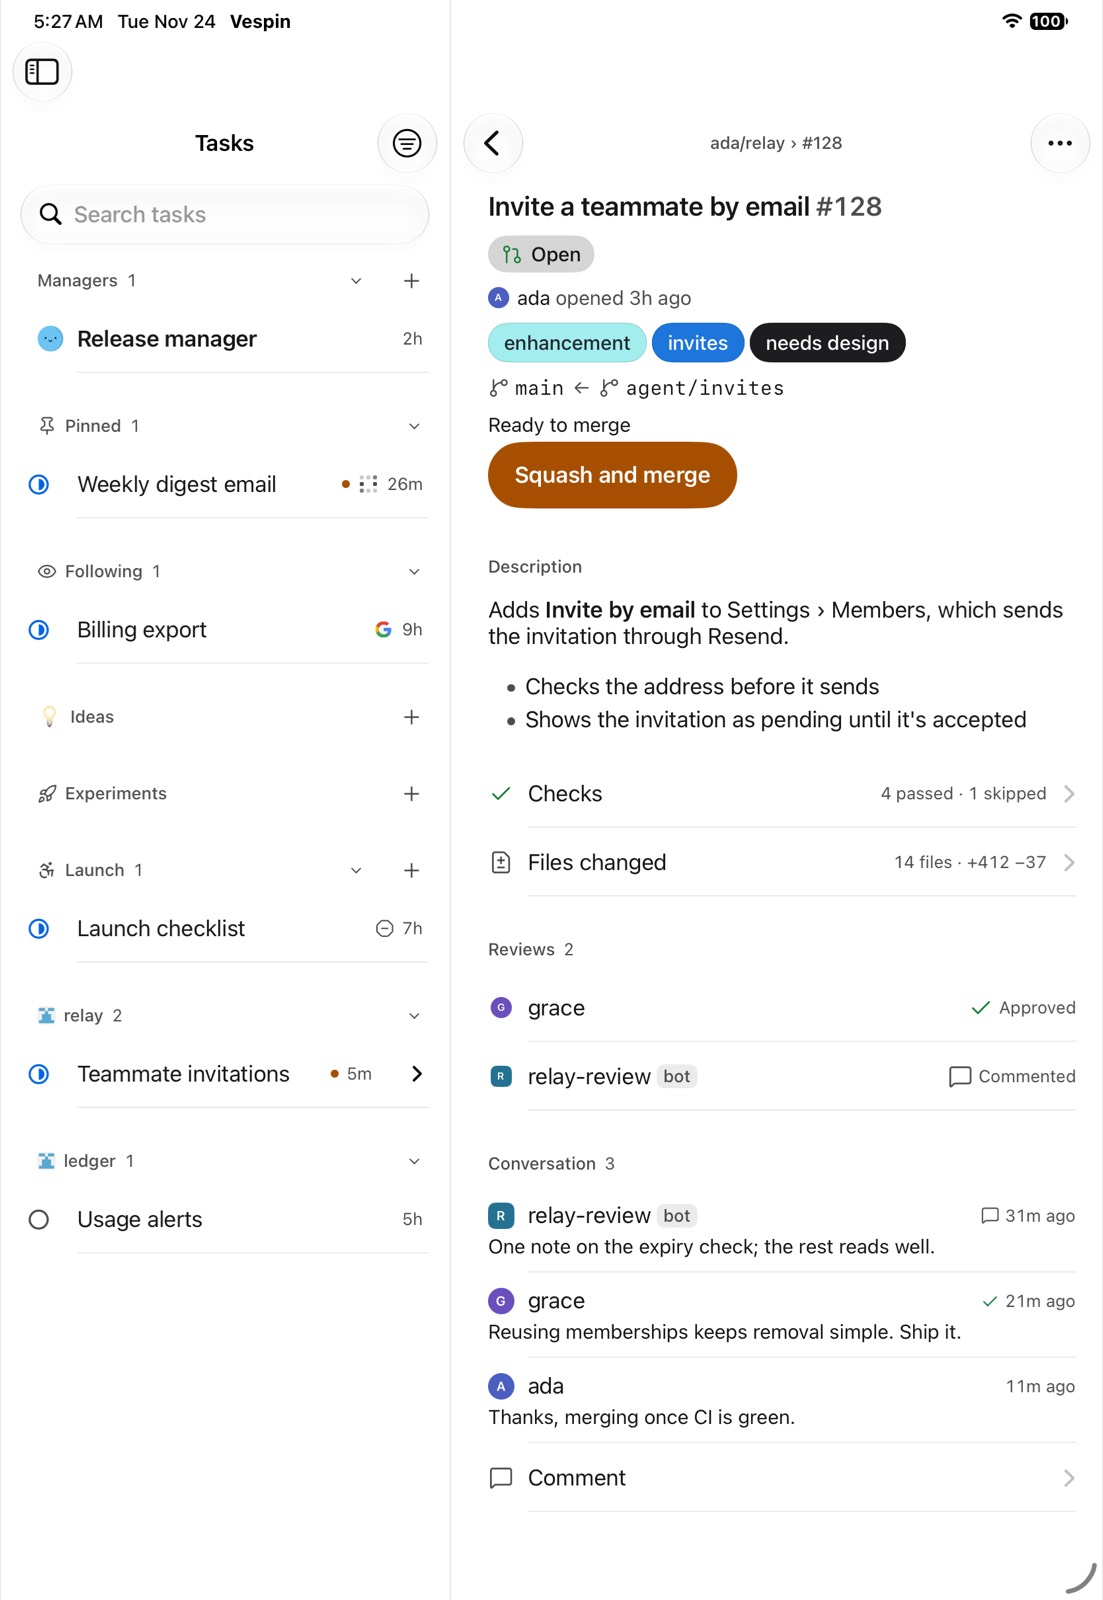 5:27 AM Tue Nov 24 Vespin
100
Tasks
Search tasks
Managers 1
Release manager 2h
Pinned 1
Weekly digest email 26m
Following 1
Billing export G 9h
Ideas
Experiments
Launch 1
Launch checklist 7h
relay 2
Teammate invitations 5m
ledger 1
Usage alerts 5h
ada/relay › #128
Invite a teammate by email #128
Open
A ada opened 3h ago
enhancement invites needs design
main ← agent/invites
Ready to merge
Squash and merge
Description
Adds Invite by email to Settings › Members, which sends
the invitation through Resend.
• Checks the address before it sends
• Shows the invitation as pending until it's accepted
Checks 4 passed · 1 skipped
Files changed 14 files · +412 −37
Reviews 2
G grace Approved
R relay-review bot Commented
Conversation 3
R relay-review bot 31m ago
One note on the expiry check; the rest reads well.
G grace 21m ago
Reusing memberships keeps removal simple. Ship it.
A ada 11m ago
Thanks, merging once CI is green.
Comment